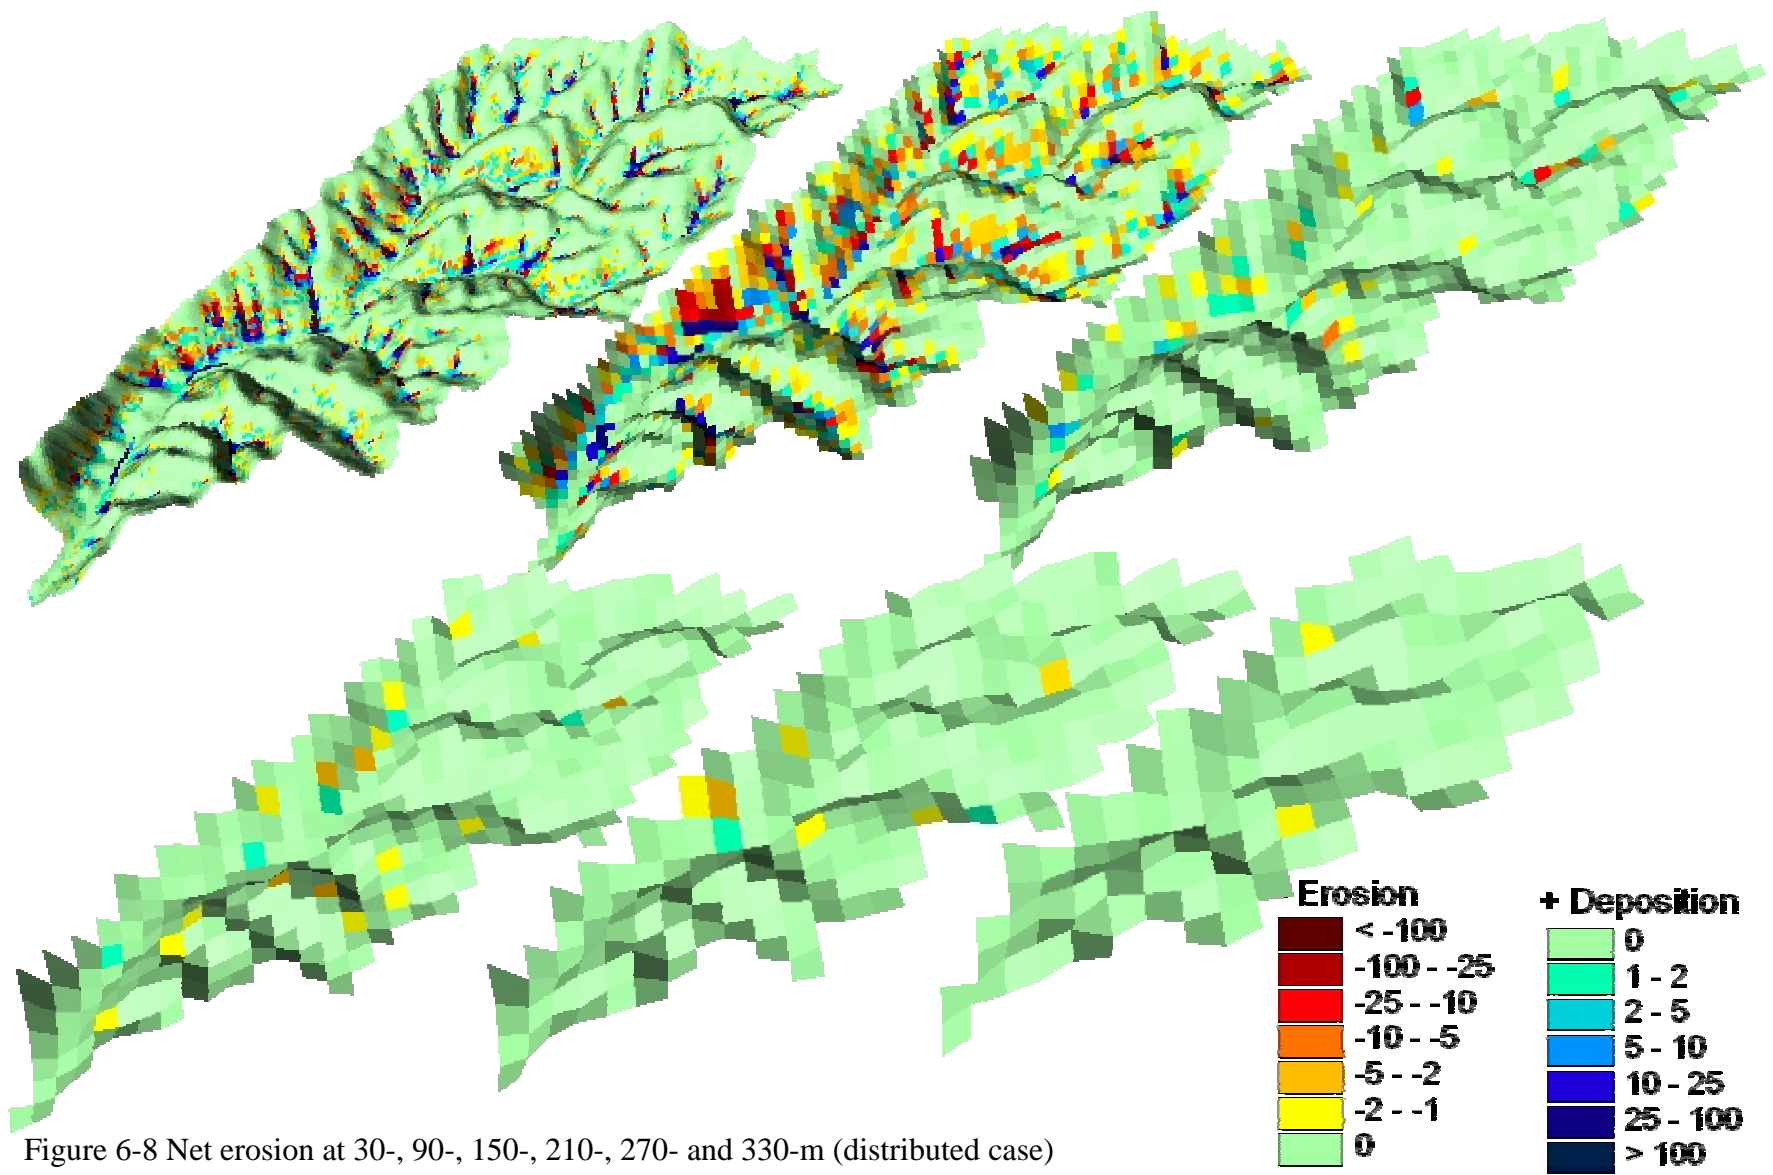 Erosion
< -100
-100 - -25
-25 - -10
-10 - -5
-5 - -2
-2 - -1
0
+ Deposition
0
1 - 2
2 - 5
5 - 10
10 - 25
25 - 100
> 100
Figure 6-8 Net erosion at 30-, 90-, 150-, 210-, 270- and 330-m (distributed case)